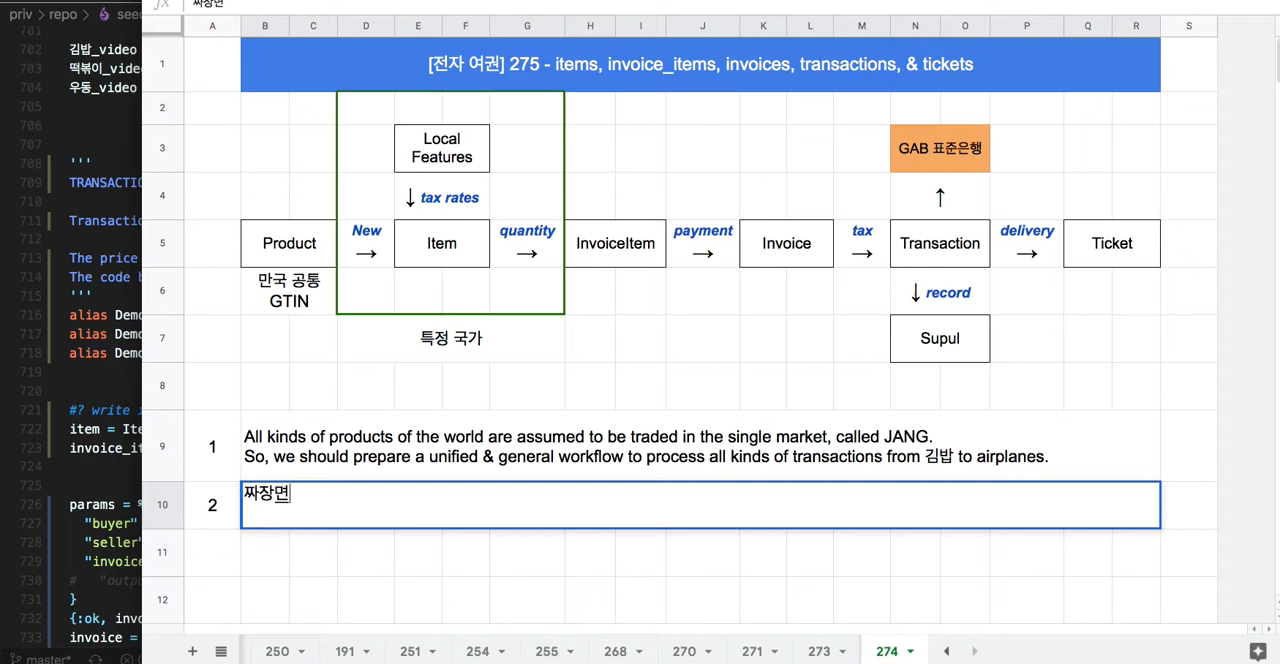 priv > repo > seed
짜장면
A B C D E F G H I J K L M N O P Q R S
[전자 여권] 275 - items, invoice_items, invoices, transactions, & tickets
Local
Features
GAB 표준은행
↓ tax rates
↑
Product
New
→
Item
quantity
→
InvoiceItem
payment
→
Invoice
tax
→
Transaction
delivery
→
Ticket
만국 공통
GTIN
↓ record
특정 국가
Supul
1
All kinds of products of the world are assumed to be traded in the single market, called JANG.
So, we should prepare a unified & general workflow to process all kinds of transactions from 김밥 to airplanes.
2
짜장면
1
2
3
4
5
6
7
8
9
10
11
12
+ 250 191 251 254 255 268 270 271 273 274
701
702 김밥_video
703 떡볶이_vide
704 우동_video
705
706
707
708 '''
709 TRANSACTIO
710
711 Transactio
712
713 The price
714 The code b
715 '''
716 alias Demo
717 alias Demo
718 alias Demo
719
720
721 #? write i
722 item = Ite
723 invoice_it
724
725
726 params = %
727 "buyer"
728 "seller"
729 "invoice
730 # "outpu
731 }
732 {:ok, invo
733 invoice =
master*